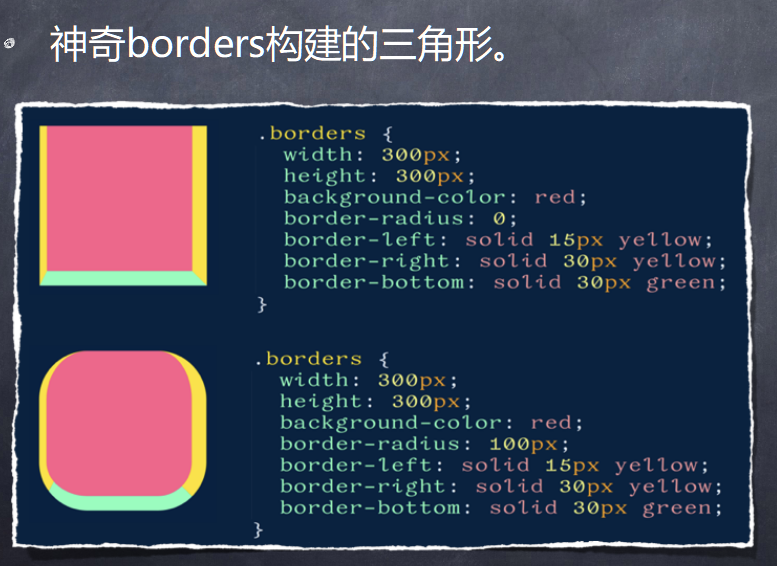 神奇borders构建的三角形。
.borders {
width: 300px;
height: 300px;
background-color: red;
border-radius: 0;
border-left: solid 15px yellow;
border-right: solid 30px yellow;
border-bottom: solid 30px green;
}
.borders {
width: 300px;
height: 300px;
background-color: red;
border-radius: 100px;
border-left: solid 15px yellow;
border-right: solid 30px yellow;
border-bottom: solid 30px green;
}